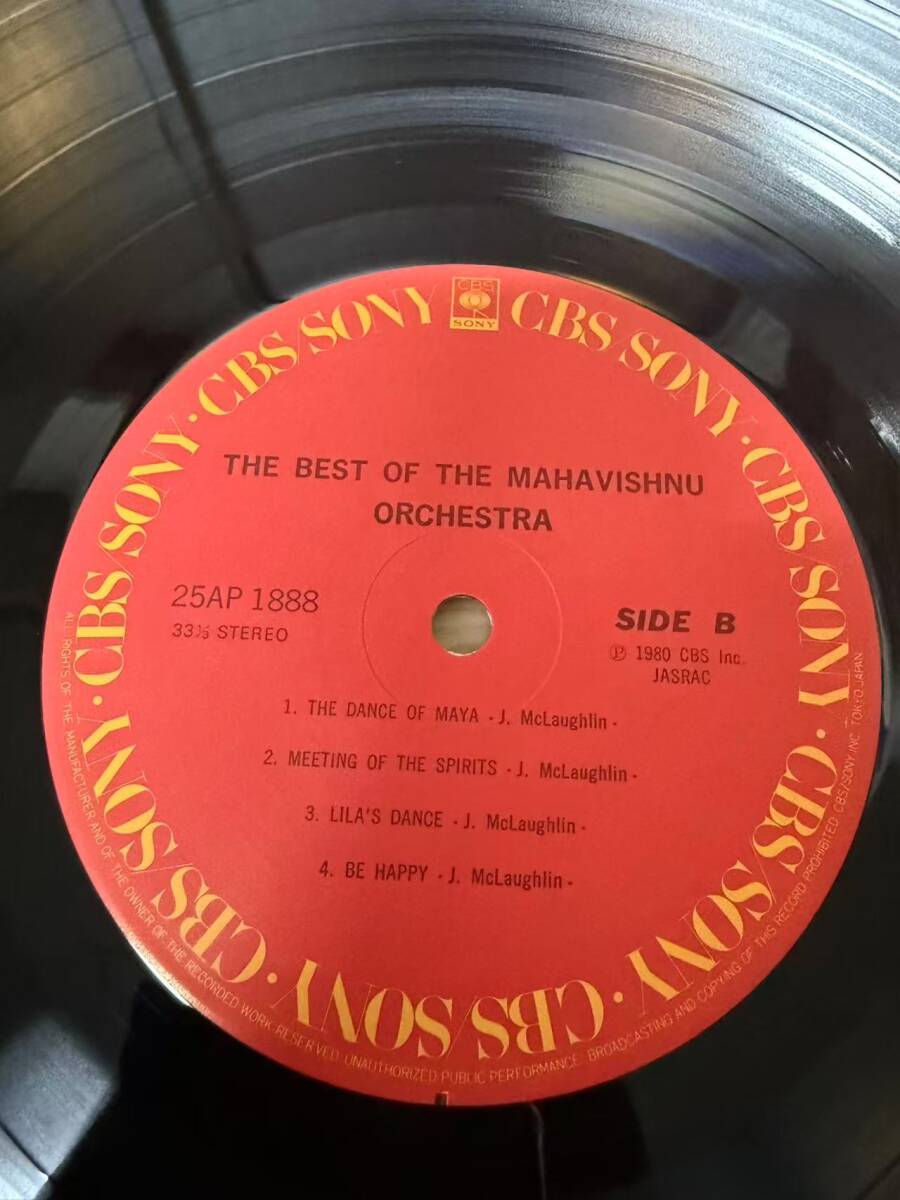 CBS
SONY
CBS/SONY · CBS/SONY · CBS/SONY · CBS/SONY · CBS/SONY · CBS/SONY · CBS/SONY · CBS/SONY
THE BEST OF THE MAHAVISHNU
ORCHESTRA
25AP 1888
33⅓ STEREO
SIDE B
Ⓟ 1980 CBS Inc.
JASRAC
1. THE DANCE OF MAYA - J. McLaughlin -
2. MEETING OF THE SPIRITS - J. McLaughlin -
3. LILA'S DANCE - J. McLaughlin -
4. BE HAPPY - J. McLaughlin -
ALL RIGHTS OF THE MANUFACTURER AND OF THE OWNER OF THE RECORDED WORK RESERVED. UNAUTHORIZED PUBLIC PERFORMANCE. BROADCASTING AND COPYING OF THIS RECORD PROHIBITED CBS/SONY INC. TOKYO JAPAN